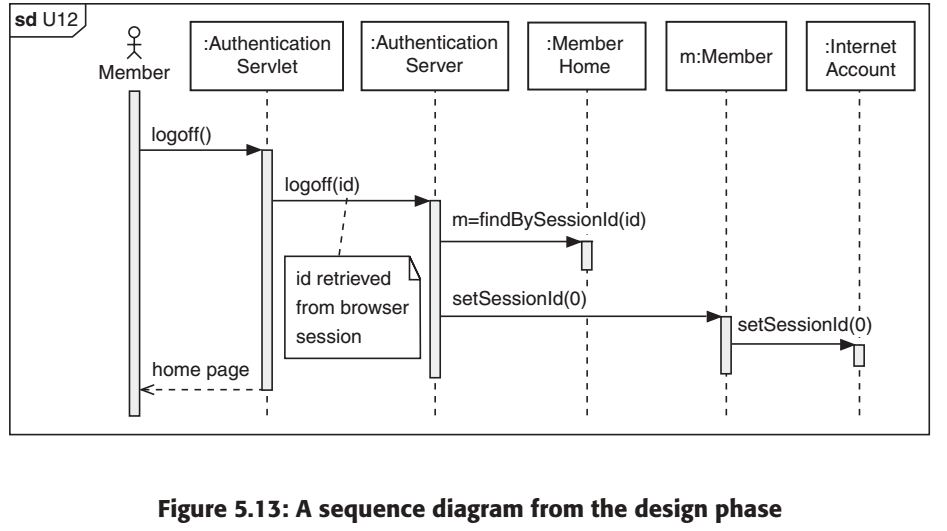 sd U12
Member
:Authentication
Servlet
:Authentication
Server
:Member
Home
m:Member
:Internet
Account
logoff()
logoff(id)
m=findBySessionId(id)
id retrieved
from browser
session
setSessionId(0)
setSessionId(0)
home page
Figure 5.13: A sequence diagram from the design phase